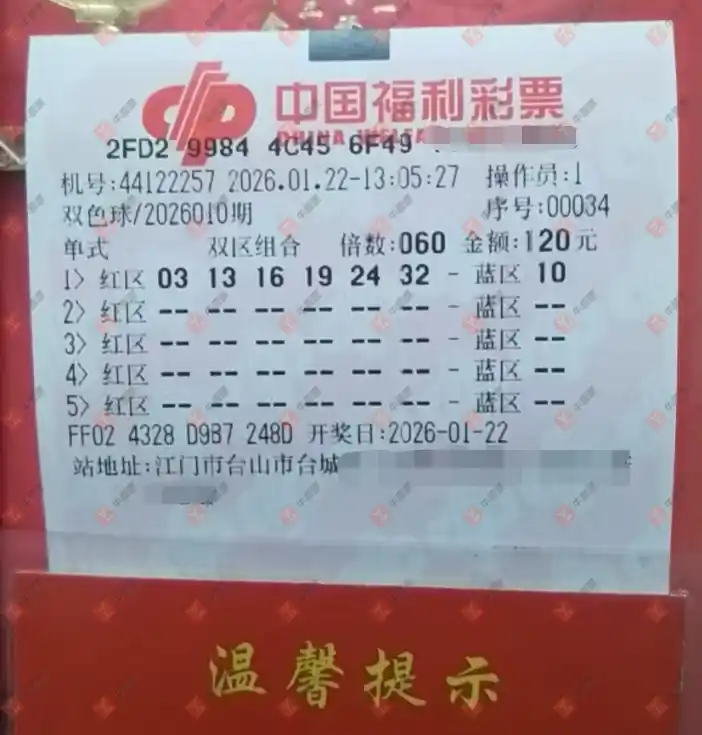 中国福利彩票
CHINA WELFA
2FD2 9984 4C45 6F49
机号:44122257 2026.01.22-13:05:27 操作员:1
双色球/2026010期 序号:00034
单式 双区组合 倍数:060 金额:120元
1> 红区 03 13 16 19 24 32 - 蓝区 10
2> 红区 -- -- -- -- -- -- - 蓝区 --
3> 红区 -- -- -- -- -- -- - 蓝区 --
4> 红区 -- -- -- -- -- -- - 蓝区 --
5> 红区 -- -- -- -- -- -- - 蓝区 --
FF02 4328 D9B7 248D 开奖日:2026-01-22
站地址:江门市台山市台城
温馨提示